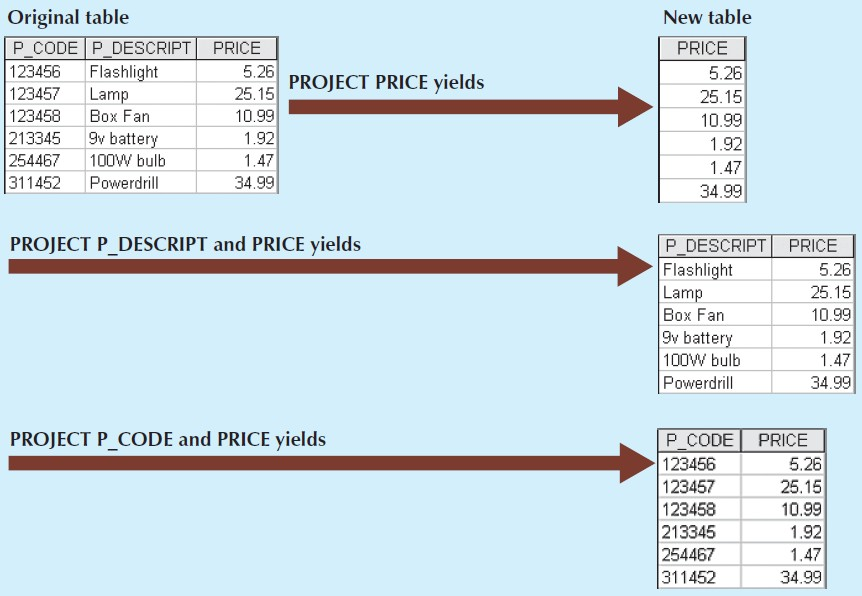 Original table
New table
P_CODE P_DESCRIPT PRICE
123456 Flashlight 5.26
123457 Lamp 25.15
123458 Box Fan 10.99
213345 9v battery 1.92
254467 100W bulb 1.47
311452 Powerdrill 34.99
PROJECT PRICE yields
PRICE
5.26
25.15
10.99
1.92
1.47
34.99
PROJECT P_DESCRIPT and PRICE yields
P_DESCRIPT PRICE
Flashlight 5.26
Lamp 25.15
Box Fan 10.99
9v battery 1.92
100W bulb 1.47
Powerdrill 34.99
PROJECT P_CODE and PRICE yields
P_CODE PRICE
123456 5.26
123457 25.15
123458 10.99
213345 1.92
254467 1.47
311452 34.99